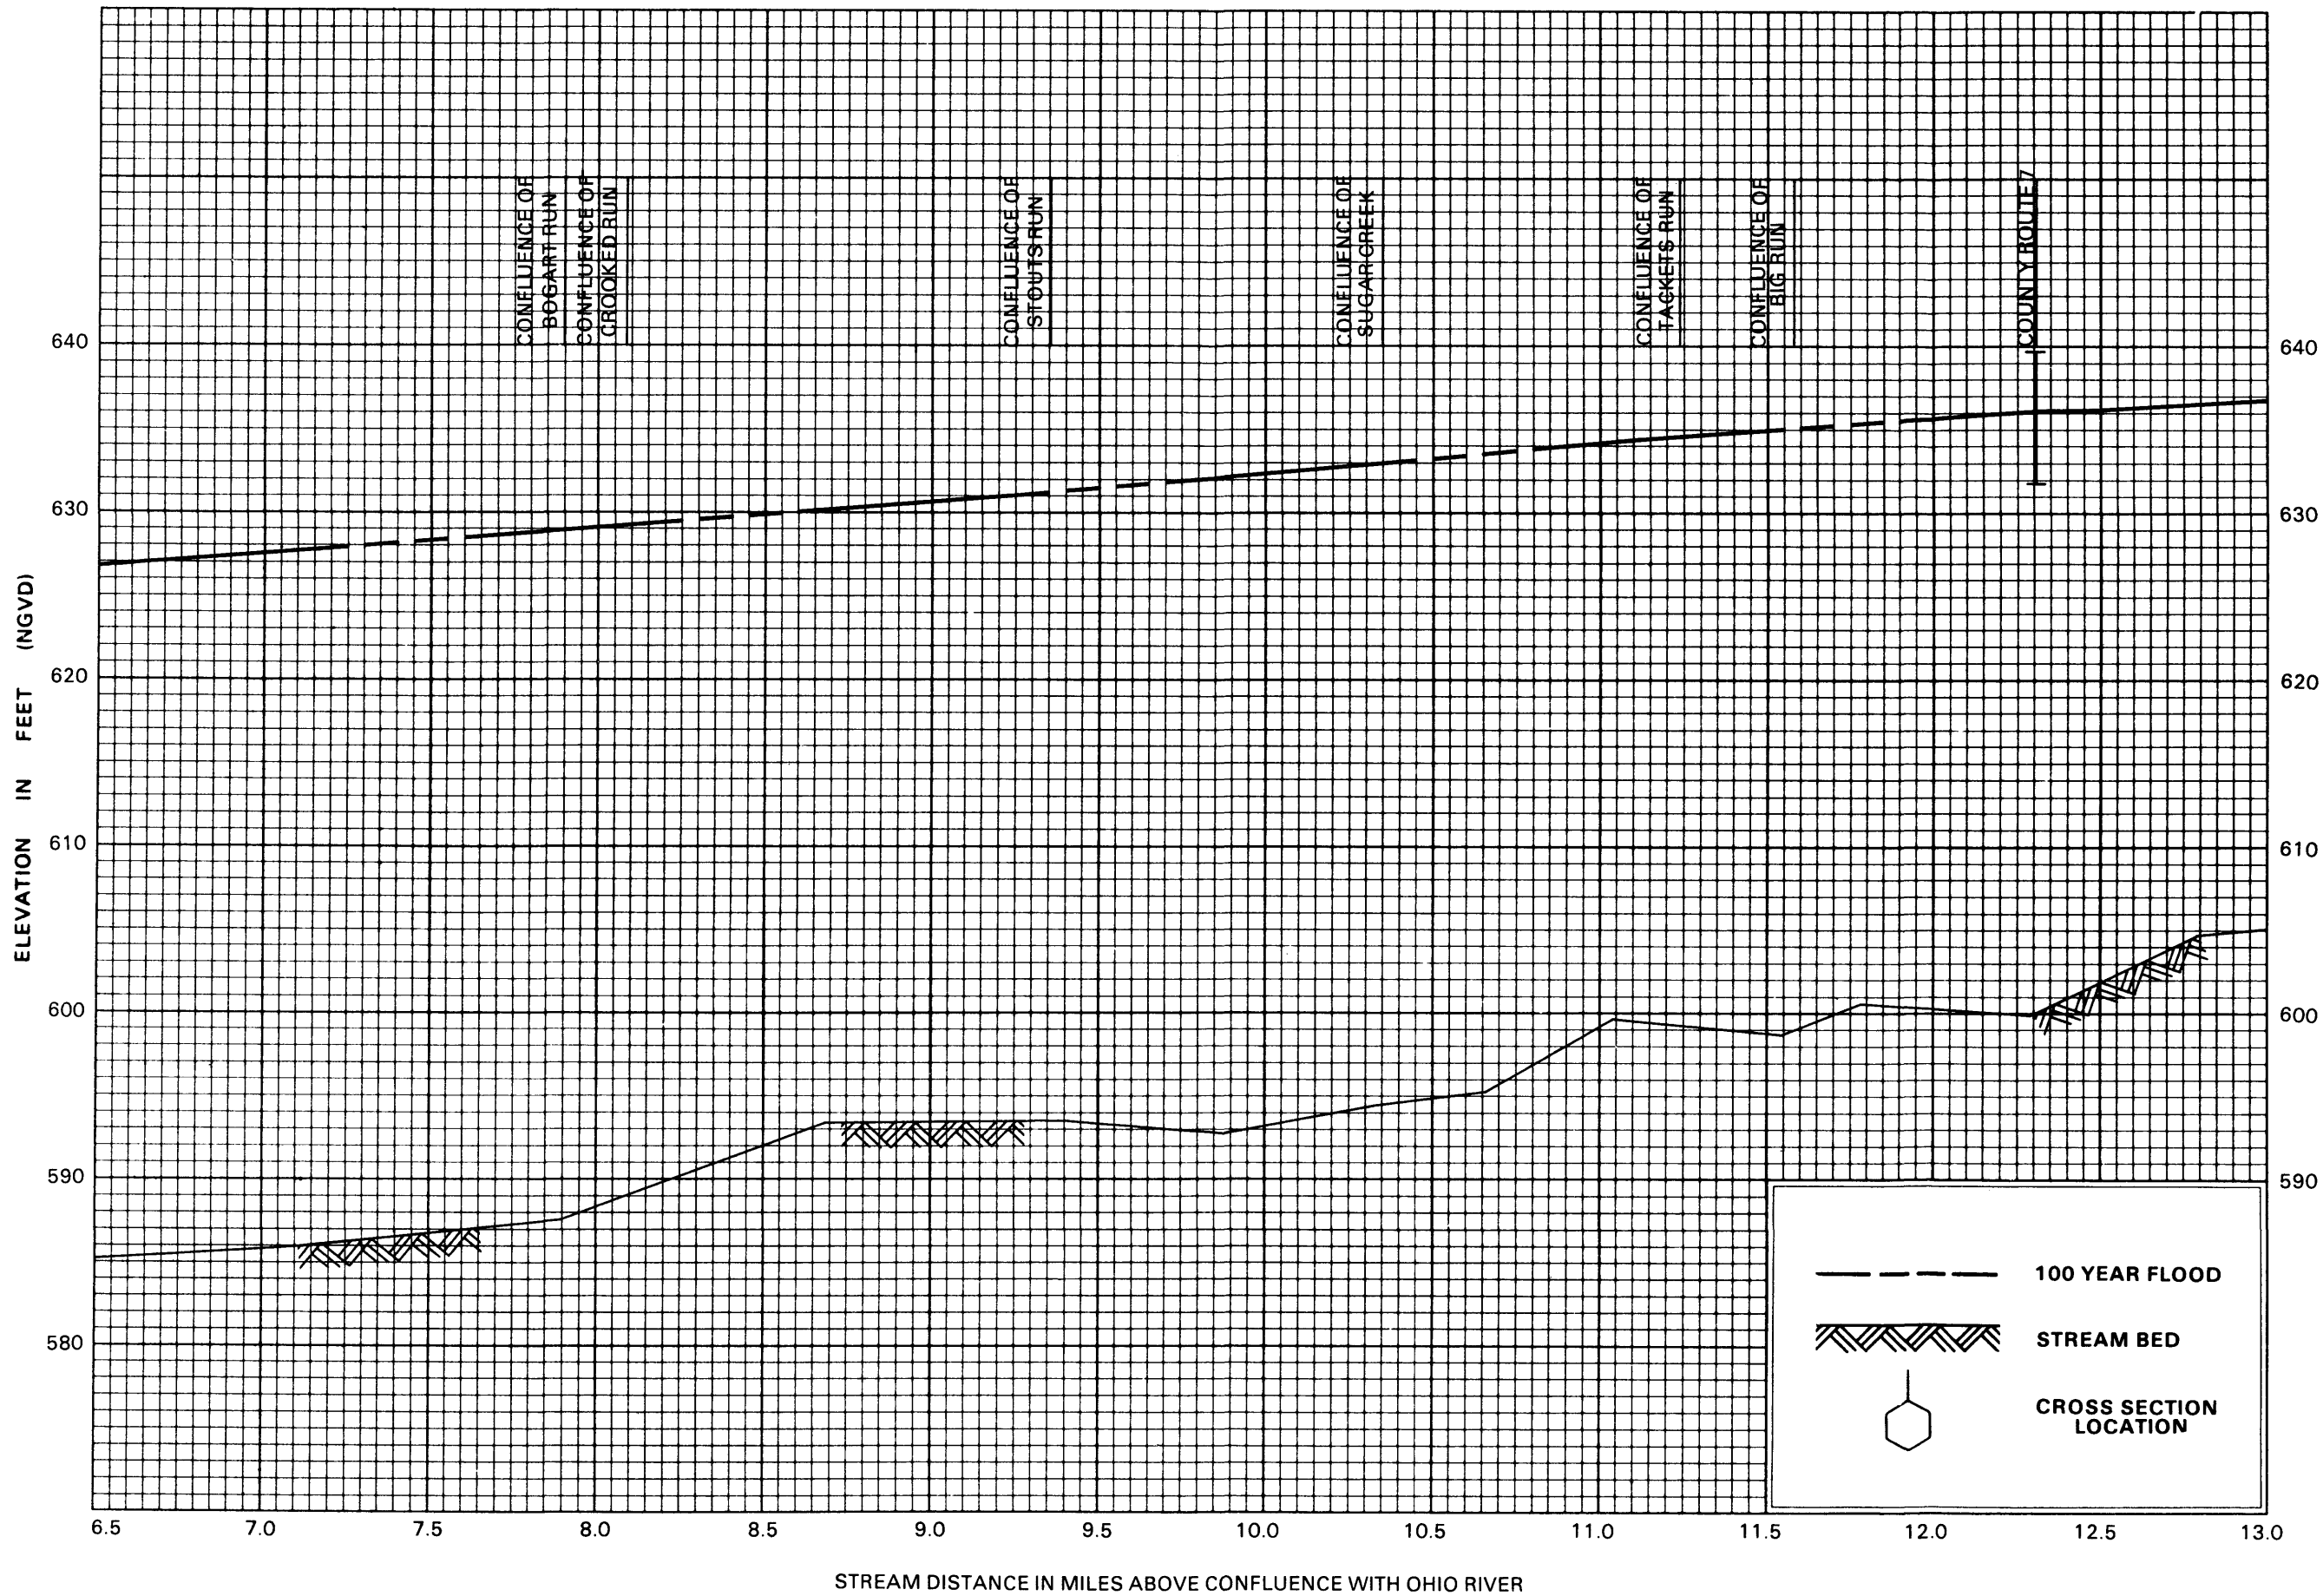 CONFLUENCE OF
BOGART RUN
CONFLUENCE OF
CROOKED RUN
CONFLUENCE OF
STOUTS RUN
CONFLUENCE OF
SUGAR CREEK
CONFLUENCE OF
TACKETS RUN
CONFLUENCE OF
BIG RUN
COUNTY ROUTE 7
ELEVATION IN FEET (NGVD)
640
630
620
610
600
590
580
640
630
620
610
600
590
100 YEAR FLOOD
STREAM BED
CROSS SECTION
LOCATION
6.5 7.0 7.5 8.0 8.5 9.0 9.5 10.0 10.5 11.0 11.5 12.0 12.5 13.0
STREAM DISTANCE IN MILES ABOVE CONFLUENCE WITH OHIO RIVER